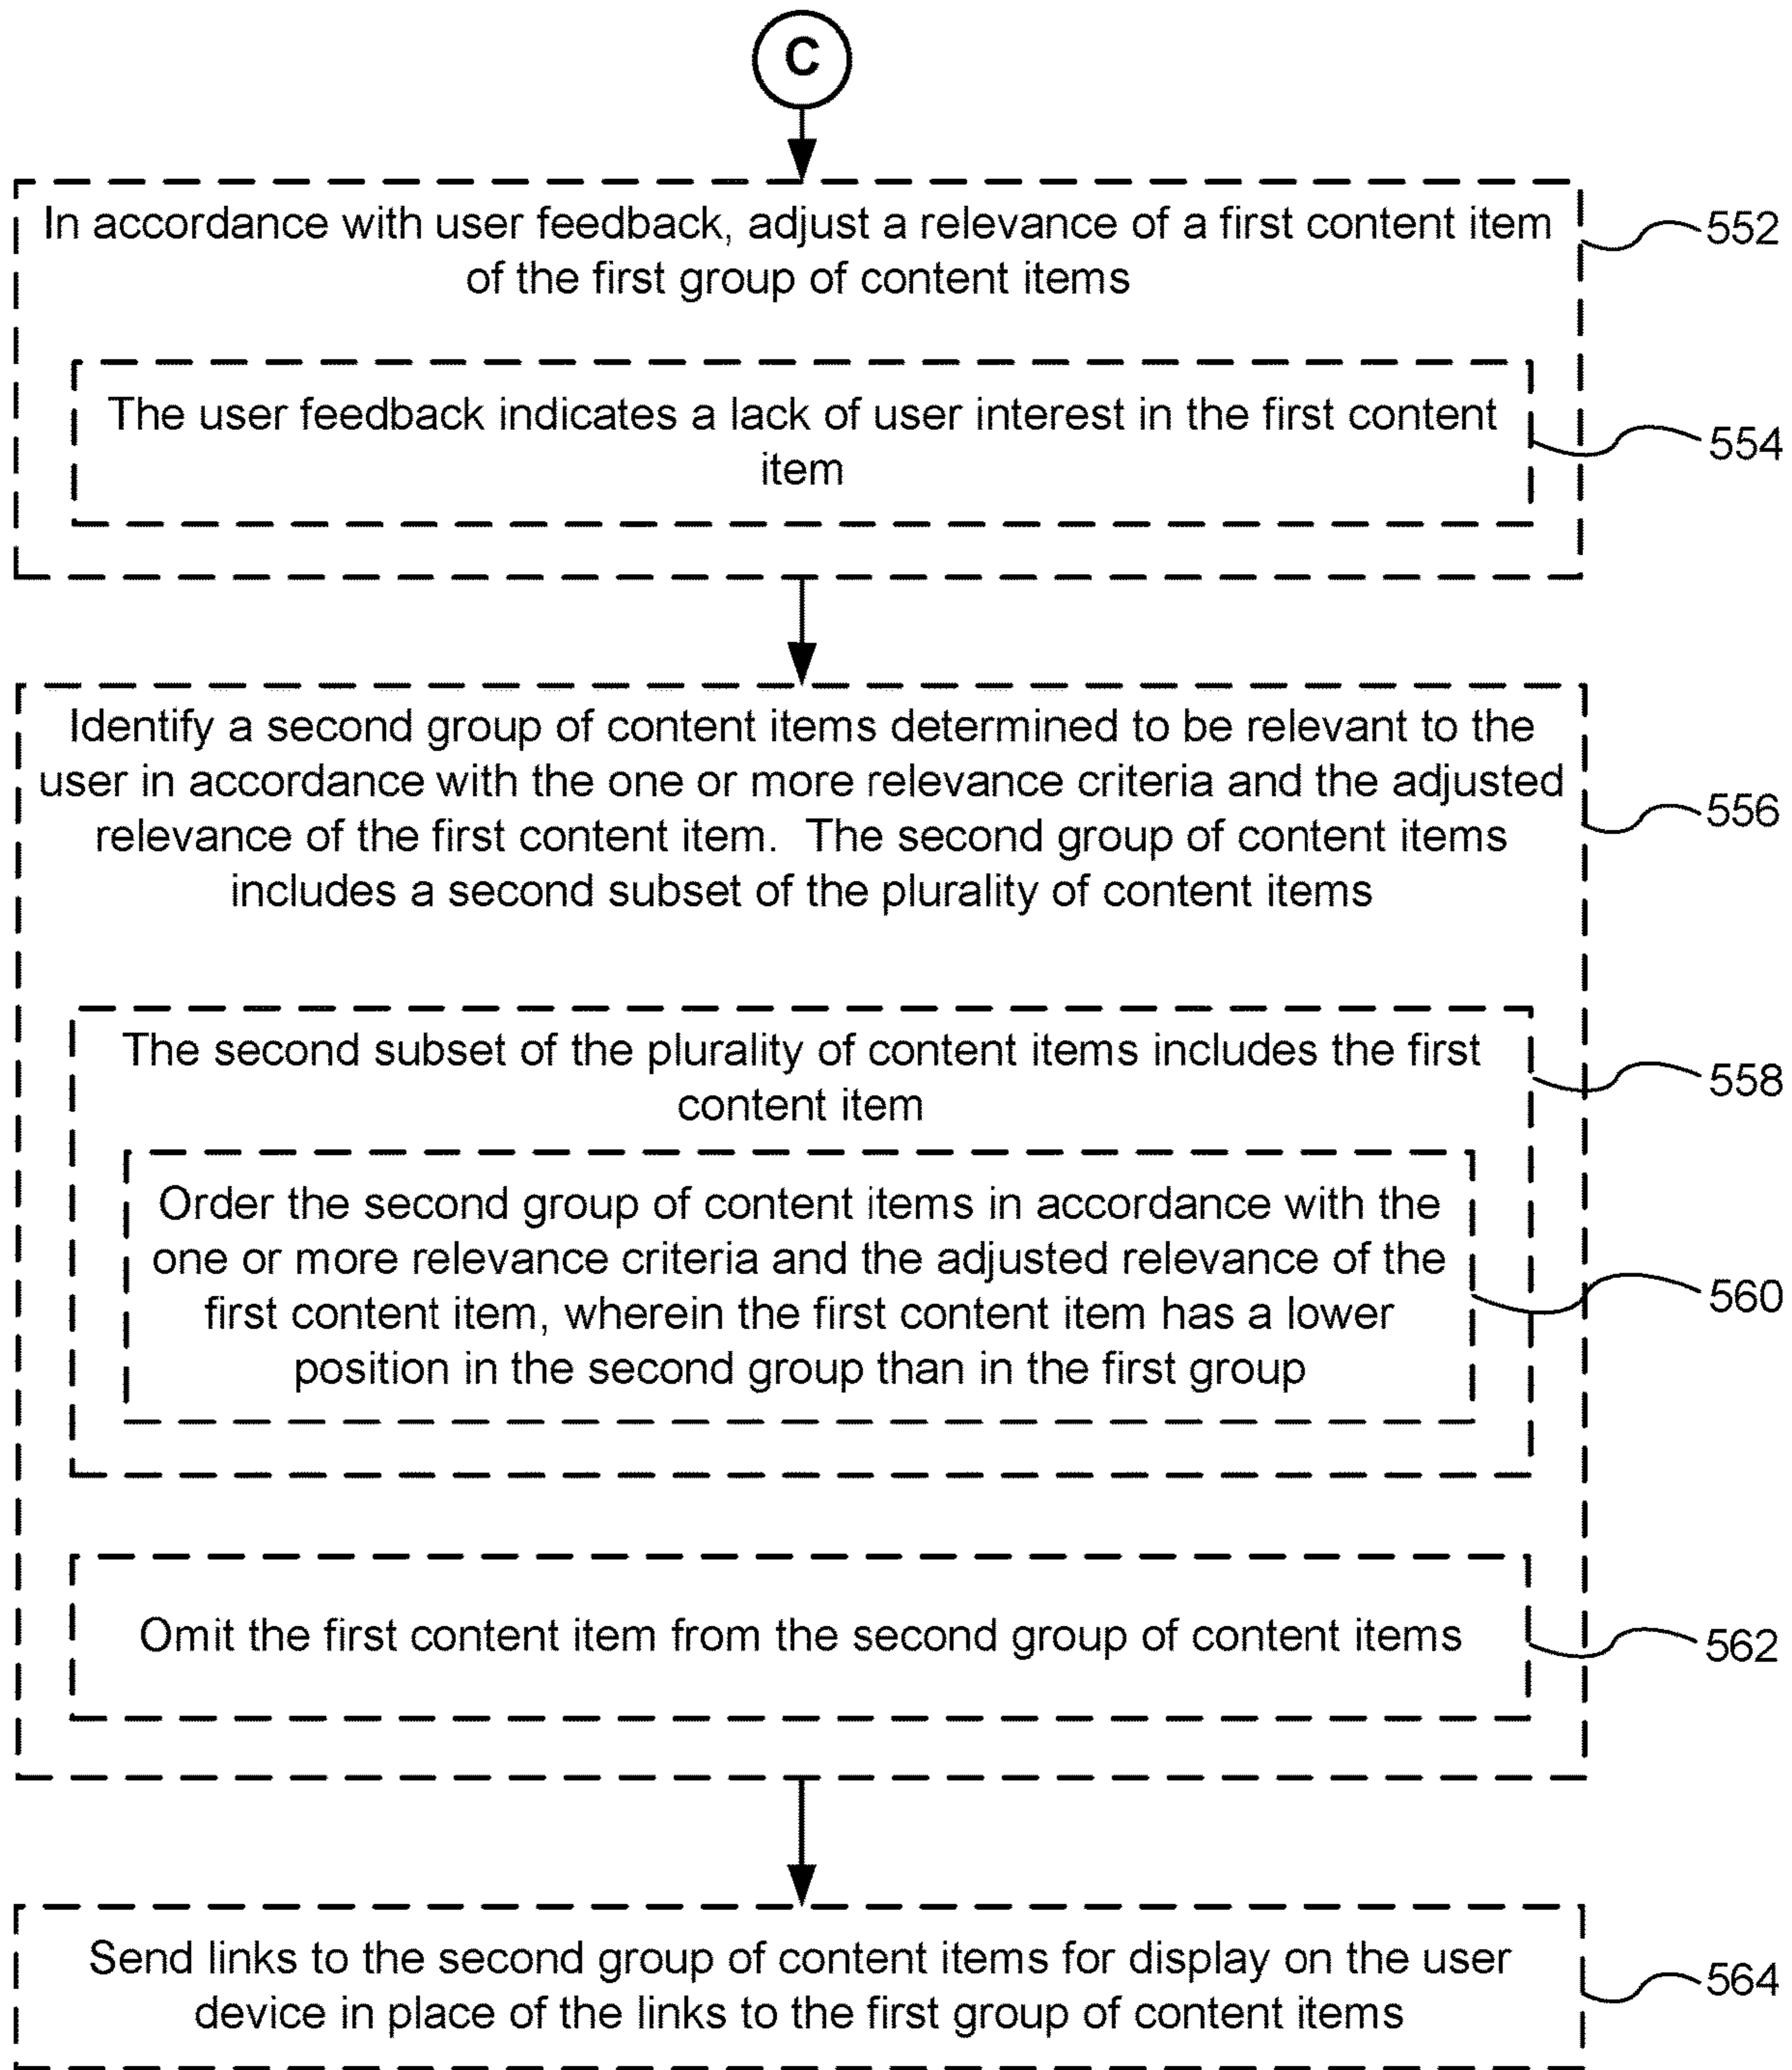 C
In accordance with user feedback, adjust a relevance of a first content item
of the first group of content items
552
The user feedback indicates a lack of user interest in the first content
item
554
Identify a second group of content items determined to be relevant to the
user in accordance with the one or more relevance criteria and the adjusted
relevance of the first content item.  The second group of content items
includes a second subset of the plurality of content items
556
The second subset of the plurality of content items includes the first
content item
558
Order the second group of content items in accordance with the
one or more relevance criteria and the adjusted relevance of the
first content item, wherein the first content item has a lower
position in the second group than in the first group
560
Omit the first content item from the second group of content items
562
Send links to the second group of content items for display on the user
device in place of the links to the first group of content items
564